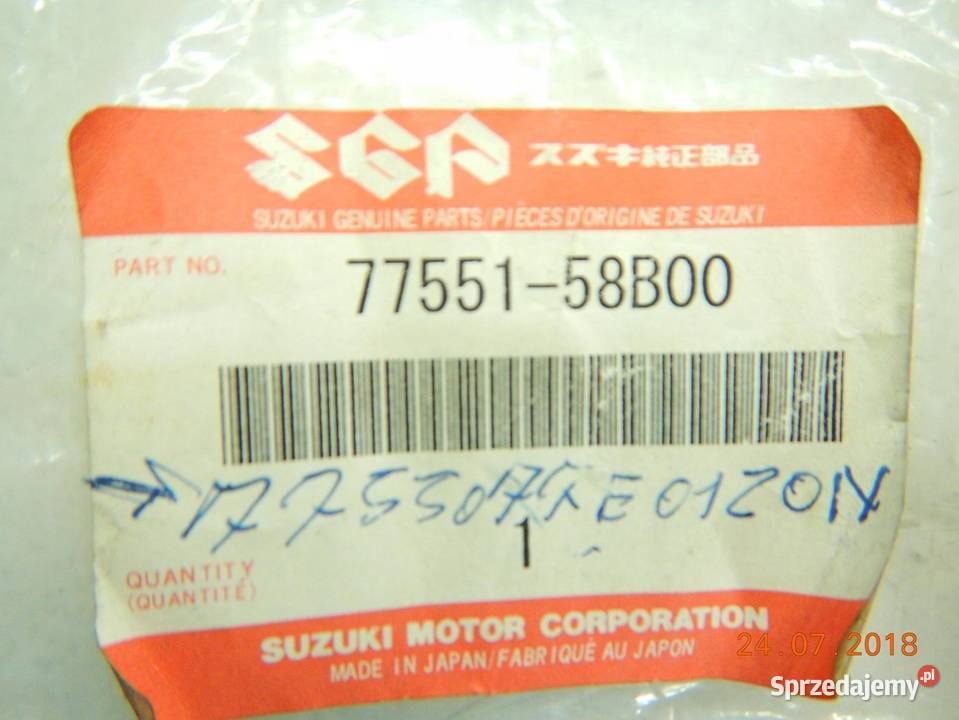 SGP スズキ純正部品
SUZUKI GENUINE PARTS/PIÈCES D'ORIGINE DE SUZUKI
PART NO. 77551-58B00
1
QUANTITY
(QUANTITÉ)
SUZUKI MOTOR CORPORATION
MADE IN JAPAN/FABRIQUÉ AU JAPON
24.07.2018
Sprzedajemy.pl